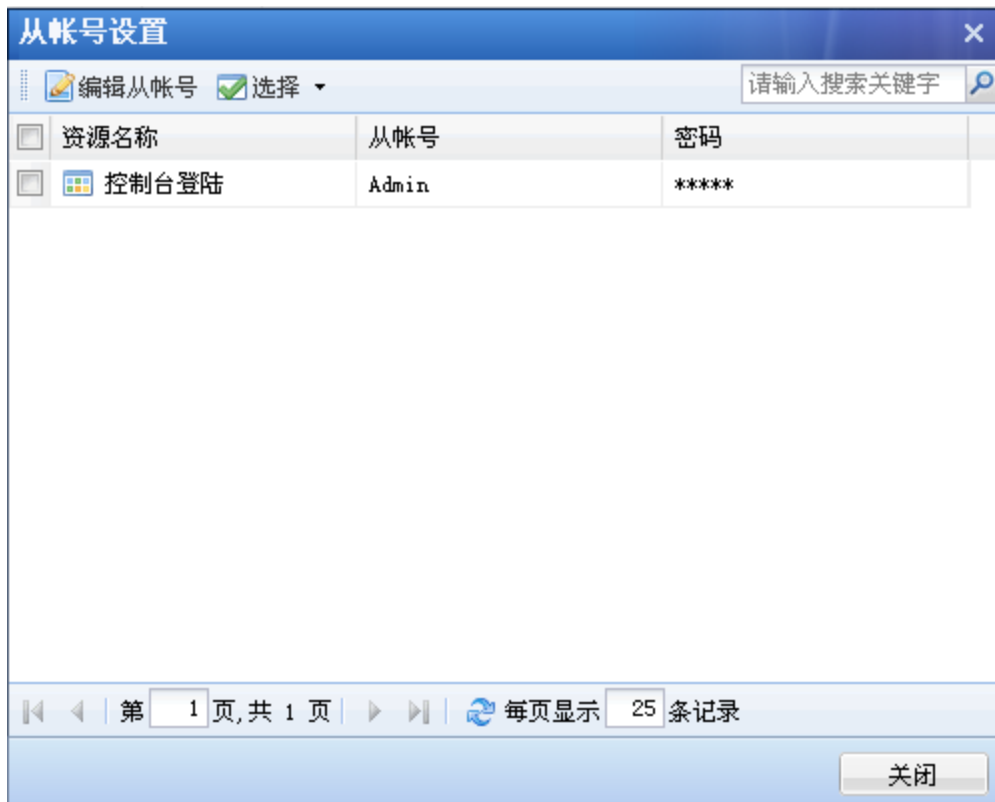 从帐号设置
编辑从帐号 选择 请输入搜索关键字
资源名称 从帐号 密码
控制台登陆 Admin *****
第 1 页,共 1 页 每页显示 25 条记录
关闭